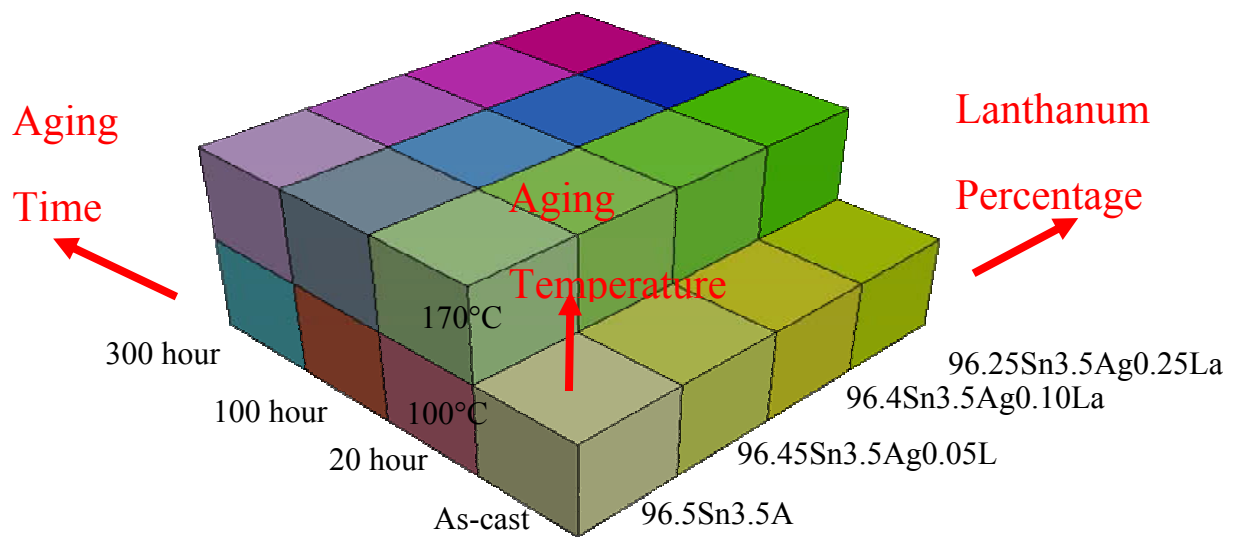 Aging
Time
Lanthanum
Percentage
Aging
Temperature
170°C
100°C
300 hour
100 hour
20 hour
As-cast
96.25Sn3.5Ag0.25La
96.4Sn3.5Ag0.10La
96.45Sn3.5Ag0.05L
96.5Sn3.5A